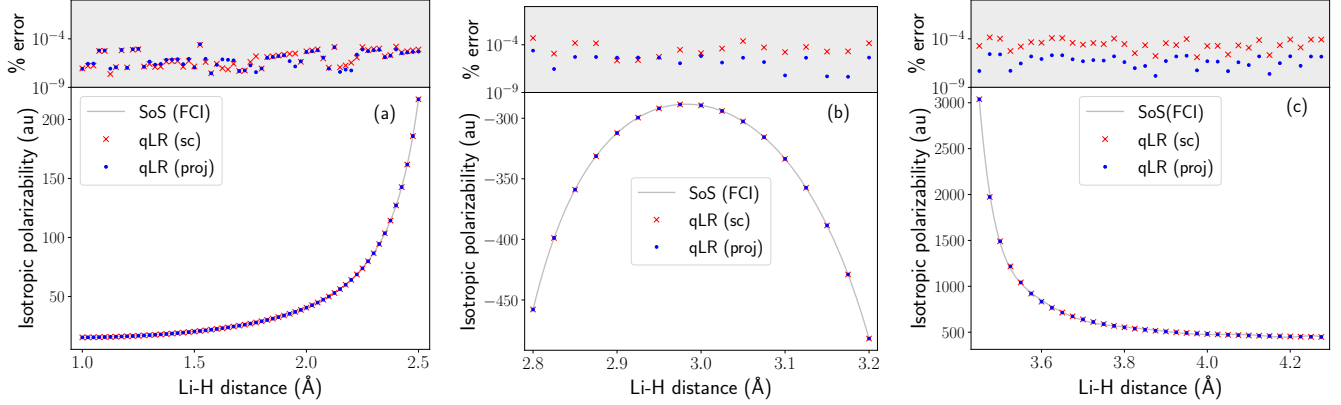 % error
10⁻⁴
10⁻⁹
Isotropic polarizability (au)
200
150
100
50
(a)
SoS (FCI)
qLR (sc)
qLR (proj)
1.0
1.5
2.0
2.5
Li-H distance (Å)
% error
10⁻⁴
10⁻⁹
Isotropic polarizability (au)
−300
−350
−400
−450
(b)
SoS (FCI)
qLR (sc)
qLR (proj)
2.8
2.9
3.0
3.1
3.2
Li-H distance (Å)
% error
10⁻⁴
10⁻⁹
Isotropic polarizability (au)
3000
2500
2000
1500
1000
500
(c)
SoS(FCI)
qLR (sc)
qLR (proj)
3.6
3.8
4.0
4.2
Li-H distance (Å)